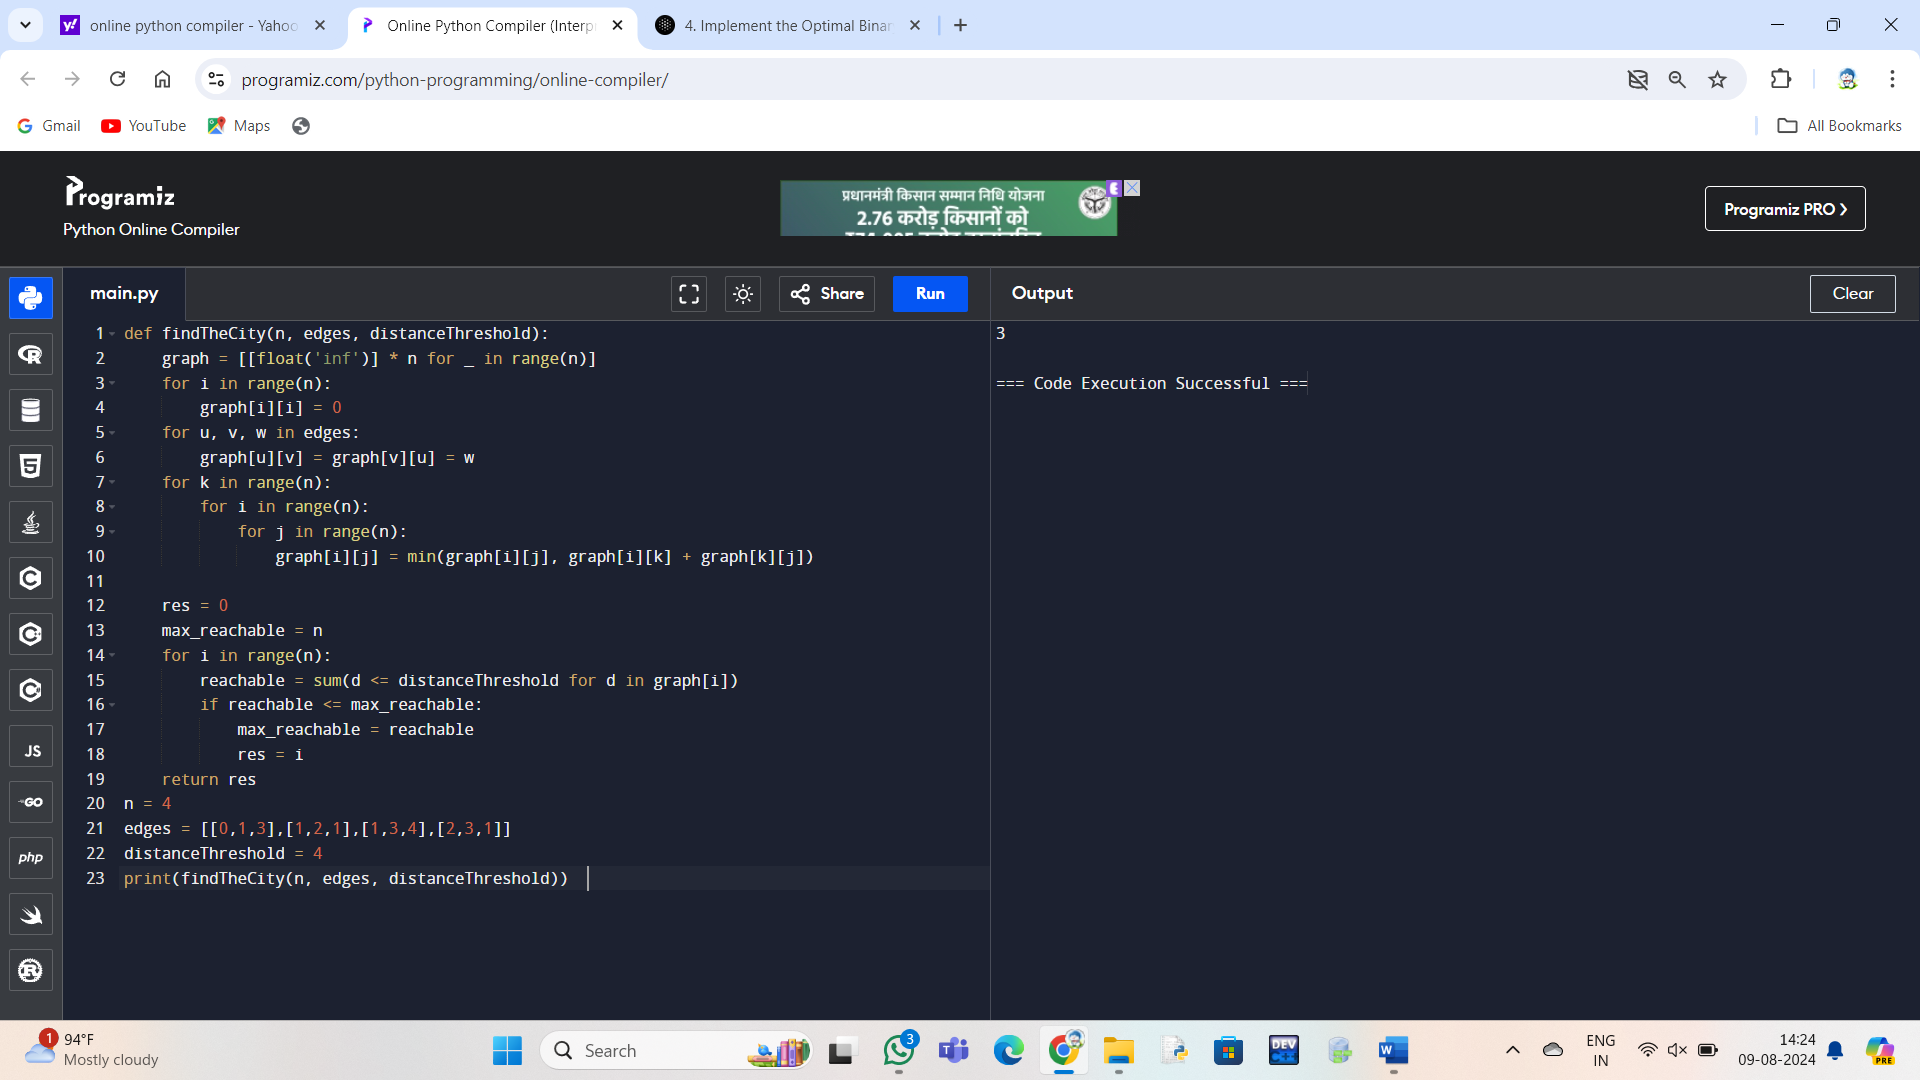 online python compiler - Yahoo
Online Python Compiler (Interp
4. Implement the Optimal Binar
programiz.com/python-programming/online-compiler/
Gmail
YouTube
Maps
All Bookmarks
Programiz
Python Online Compiler
प्रधानमंत्री किसान सम्मान निधि योजना
2.76 करोड़ किसानों को
Programiz PRO ❯
main.py
Share
Run
Output
Clear
1 def findTheCity(n, edges, distanceThreshold):
2     graph = [[float('inf')] * n for _ in range(n)]
3     for i in range(n):
4         graph[i][i] = 0
5     for u, v, w in edges:
6         graph[u][v] = graph[v][u] = w
7     for k in range(n):
8         for i in range(n):
9             for j in range(n):
10                 graph[i][j] = min(graph[i][j], graph[i][k] + graph[k][j])
11
12     res = 0
13     max_reachable = n
14     for i in range(n):
15         reachable = sum(d <= distanceThreshold for d in graph[i])
16         if reachable <= max_reachable:
17             max_reachable = reachable
18             res = i
19     return res
20 n = 4
21 edges = [[0,1,3],[1,2,1],[1,3,4],[2,3,1]]
22 distanceThreshold = 4
23 print(findTheCity(n, edges, distanceThreshold))
3
=== Code Execution Successful ===
JS
GO
php
1
94°F
Mostly cloudy
Search
3
DEV
ENG
IN
14:24
09-08-2024
PRE